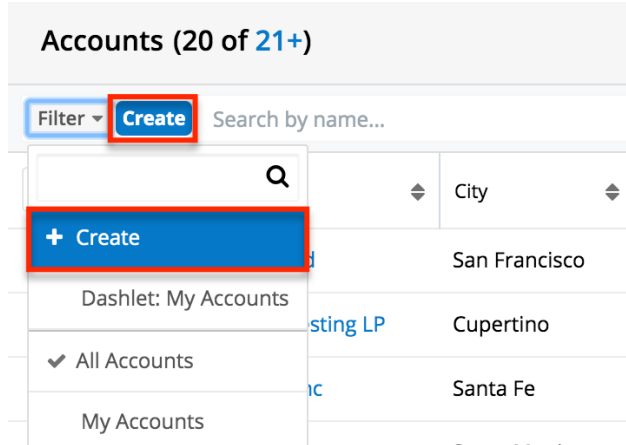 Accounts (20 of 21+)
Filter Create Search by name...
City
+ Create
San Francisco
Dashlet: My Accounts
sting LP Cupertino
All Accounts
nc Santa Fe
My Accounts